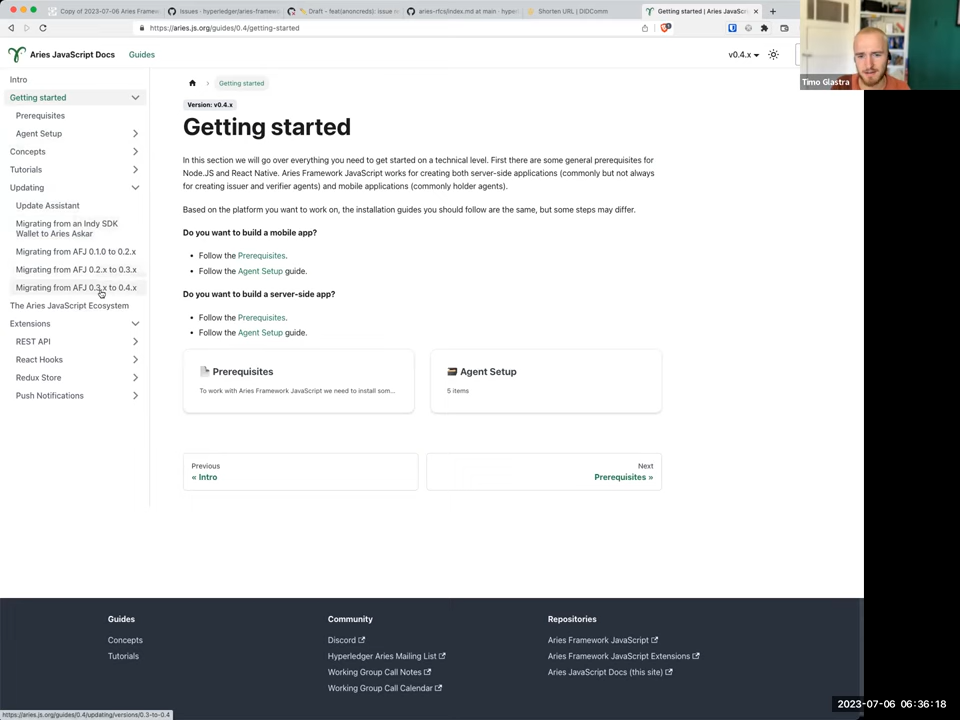 Copy of 2023-07-06 Aries Framew
Issues · hyperledger/aries-framew
Draft - feat(anoncreds): issue re
aries-rfcs/index.md at main · hyper
Shorten URL | DIDComm
Getting started | Aries JavaScri
https://aries.js.org/guides/0.4/getting-started
Aries JavaScript Docs
Guides
v0.4.x
Timo Glastra
Intro
Getting started
Prerequisites
Agent Setup
Concepts
Tutorials
Updating
Update Assistant
Migrating from an Indy SDK
Wallet to Aries Askar
Migrating from AFJ 0.1.0 to 0.2.x
Migrating from AFJ 0.2.x to 0.3.x
Migrating from AFJ 0.3.x to 0.4.x
The Aries JavaScript Ecosystem
Extensions
REST API
React Hooks
Redux Store
Push Notifications
Getting started
Version: v0.4.x
Getting started
In this section we will go over everything you need to get started on a technical level. First there are some general prerequisites for
Node.JS and React Native. Aries Framework JavaScript works for creating both server-side applications (commonly but not always
for creating issuer and verifier agents) and mobile applications (commonly holder agents).
Based on the platform you want to work on, the installation guides you should follow are the same, but some steps may differ.
Do you want to build a mobile app?
• Follow the Prerequisites.
• Follow the Agent Setup guide.
Do you want to build a server-side app?
• Follow the Prerequisites.
• Follow the Agent Setup guide.
Prerequisites
To work with Aries Framework JavaScript we need to install som...
Agent Setup
5 items
Previous
« Intro
Next
Prerequisites »
Guides
Concepts
Tutorials
Community
Discord
Hyperledger Aries Mailing List
Working Group Call Notes
Working Group Call Calendar
Repositories
Aries Framework JavaScript
Aries Framework JavaScript Extensions
Aries JavaScript Docs (this site)
https://aries.js.org/guides/0.4/updating/versions/0.3-to-0.4
2023-07-06 06:36:18